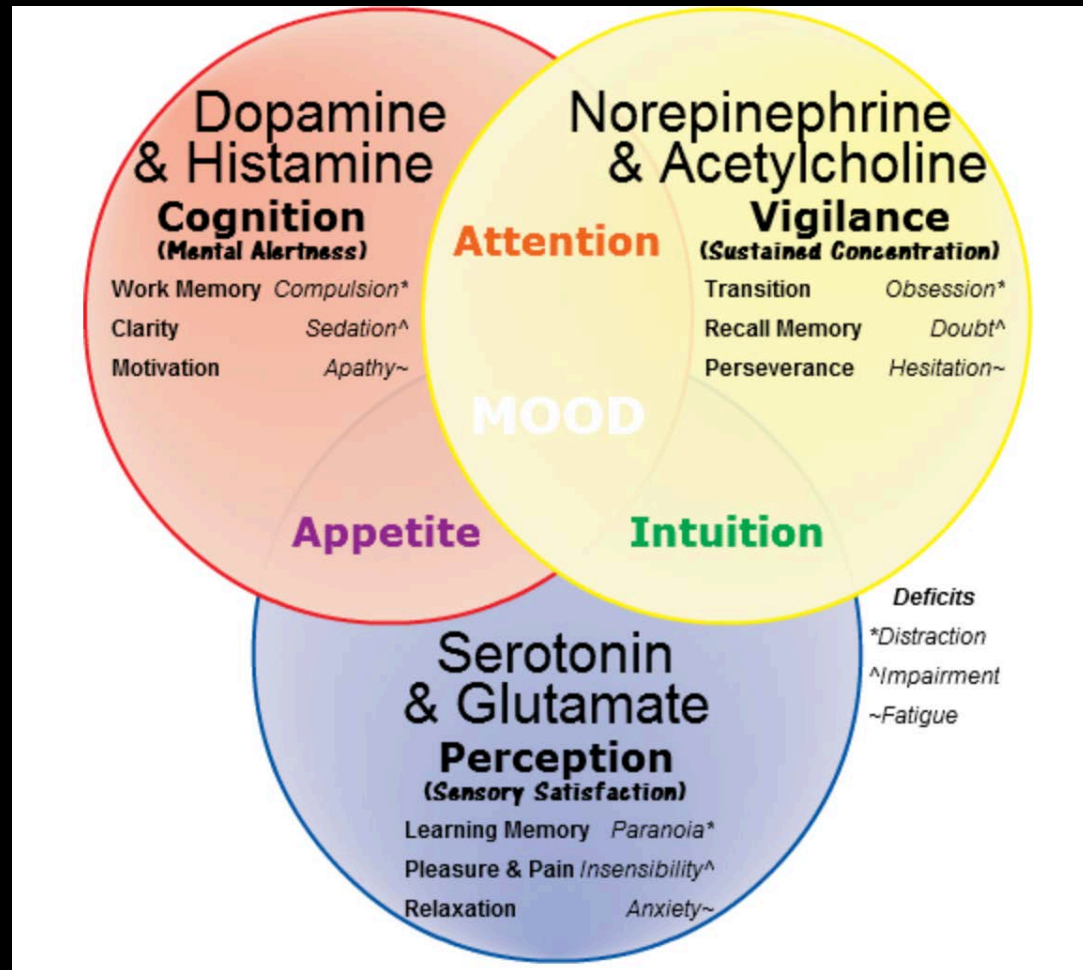 Dopamine
& Histamine
Cognition
(Mental Alertness)
Work Memory Compulsion*
Clarity Sedation^
Motivation Apathy~
Norepinephrine
& Acetylcholine
Vigilance
(Sustained Concentration)
Transition Obsession*
Recall Memory Doubt^
Perseverance Hesitation~
Attention
MOOD
Appetite
Intuition
Serotonin
& Glutamate
Perception
(Sensory Satisfaction)
Learning Memory Paranoia*
Pleasure & Pain Insensibility^
Relaxation Anxiety~
Deficits
*Distraction
^Impairment
~Fatigue